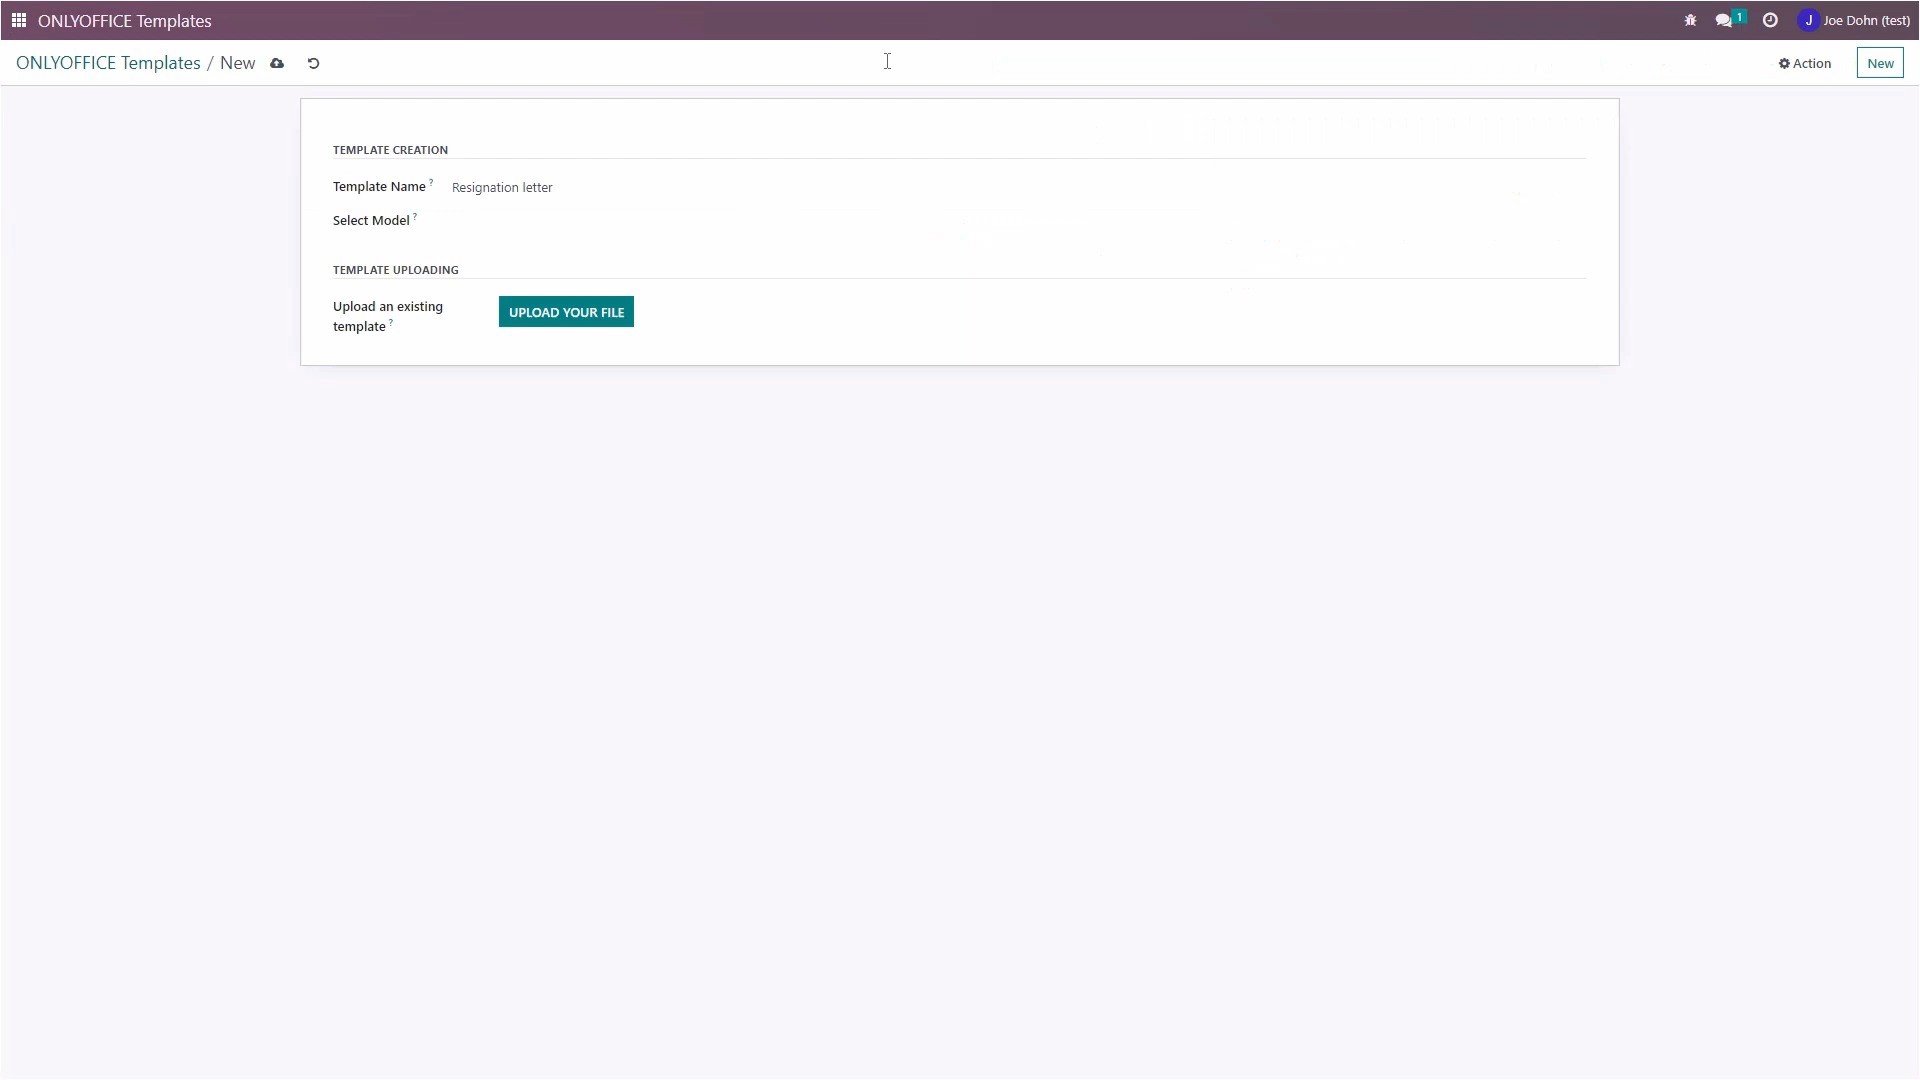 ONLYOFFICE Templates
1
J
Joe Dohn (test)
ONLYOFFICE Templates / New
Action
New
TEMPLATE CREATION
Template Name ? Resignation letter
Select Model ?
TEMPLATE UPLOADING
Upload an existing
template ?
UPLOAD YOUR FILE